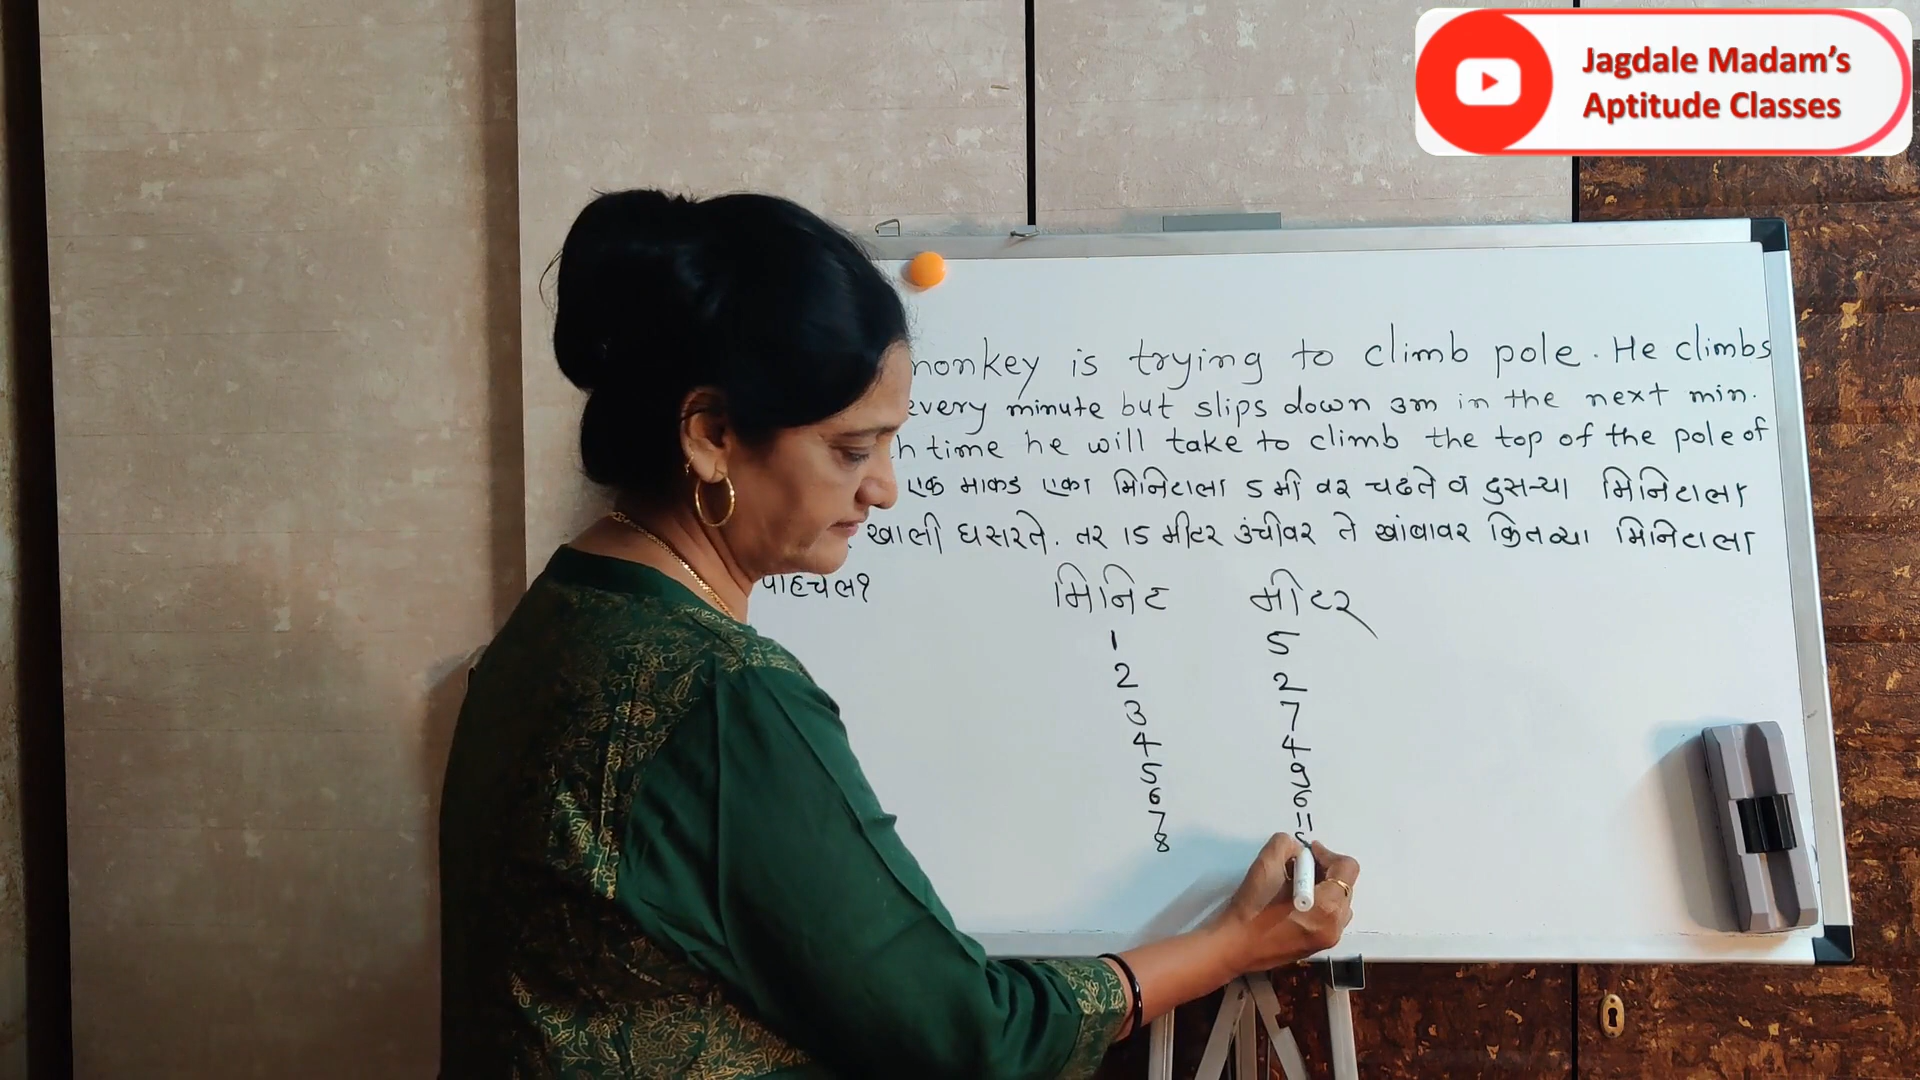 Jagdale Madam's
Aptitude Classes
is trying to climb pole. He climbs
every minute but slips down 3m in the next min.
time he will take to climb the top of the pole of
एक माकड एका मिनिटाला 5 मी वर चढते व दुसऱ्या मिनिटाला
खाली घसरते. तर 15 मीटर उंचीवर ते खांबावर कितव्या मिनिटाला
पोहचेल?
मिनिट मीटर
1 5
2 2
3 7
4 4
5 9
6 6
7 11
8